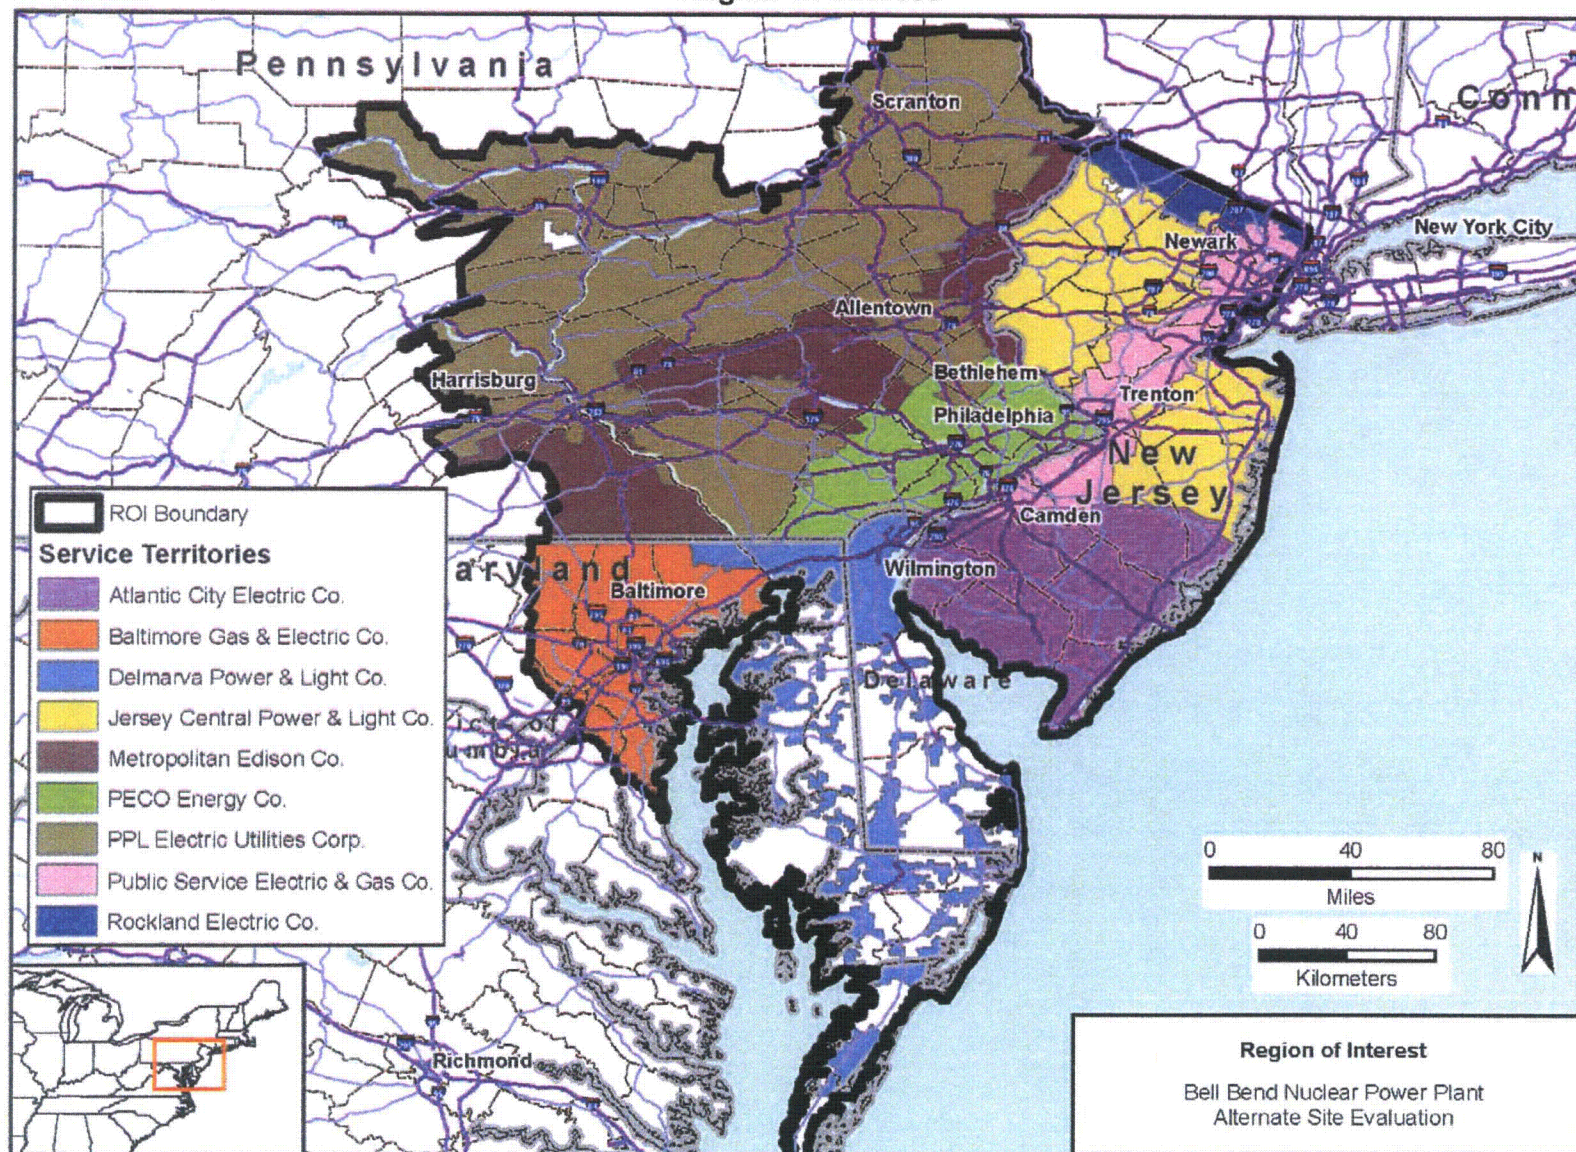 Pennsylvania
Scranton
Conn
New York City
Newark
Allentown
Harrisburg
Bethlehem
Trenton
Philadelphia
New
Jersey
Camden
ROI Boundary
Service Territories
Atlantic City Electric Co.
Baltimore Gas & Electric Co.
Delmarva Power & Light Co.
Jersey Central Power & Light Co.
Metropolitan Edison Co.
PECO Energy Co.
PPL Electric Utilities Corp.
Public Service Electric & Gas Co.
Rockland Electric Co.
aryland
Baltimore
Wilmington
Delaware
ict of
umbia
Richmond
0 40 80
Miles
0 40 80
Kilometers
N
Region of Interest
Bell Bend Nuclear Power Plant
Alternate Site Evaluation